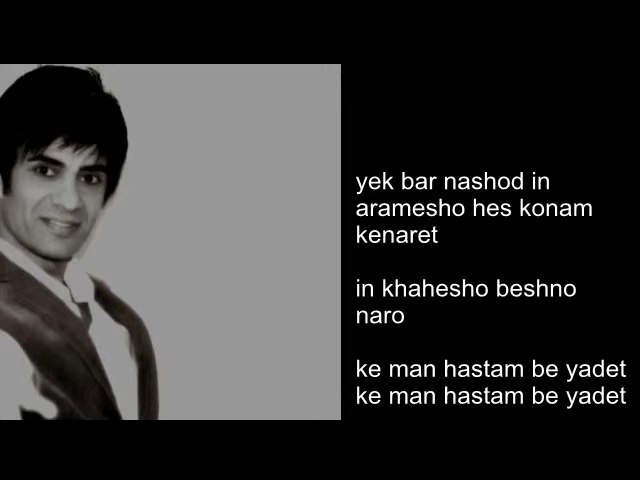 yek bar nashod in
aramesho hes konam
kenaret
in khahesho beshno
naro
ke man hastam be yadet
ke man hastam be yadet